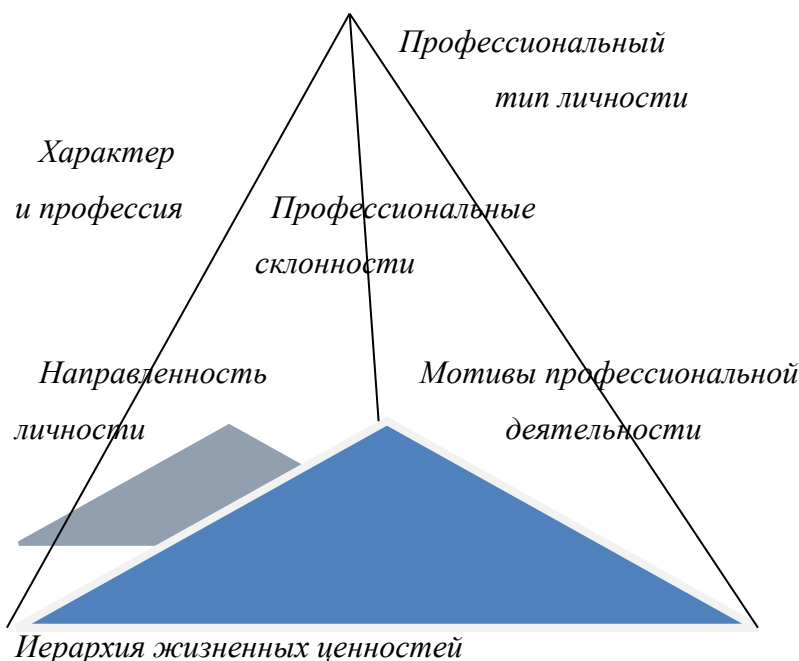 Профессиональный
тип личности
Характер
и профессия
Профессиональные
склонности
Направленность
личности
Мотивы профессиональной
деятельности
Иерархия жизненных ценностей